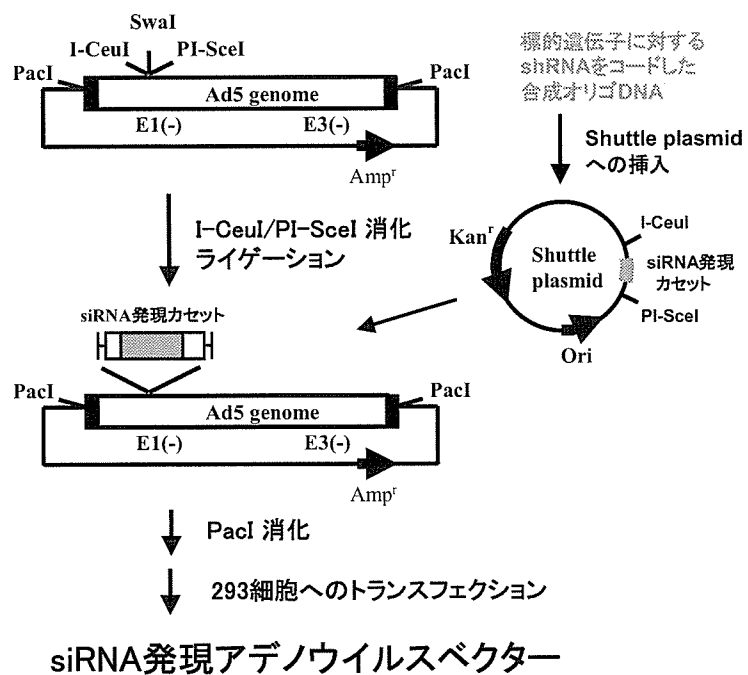 SwaI
I-CeuI
PI-SceI
PacI
PacI
Ad5 genome
E1(-)
E3(-)
Ampr
標的遺伝子に対する
shRNAをコードした
合成オリゴDNA
Shuttle plasmid
への挿入
I-CeuI/PI-SceI 消化
ライゲーション
Kanr
I-CeuI
Shuttle
plasmid
siRNA発現
カセット
PI-SceI
Ori
siRNA発現カセット
PacI
PacI
Ad5 genome
E1(-)
E3(-)
Ampr
PacI 消化
293細胞へのトランスフェクション
siRNA発現アデノウイルスベクター